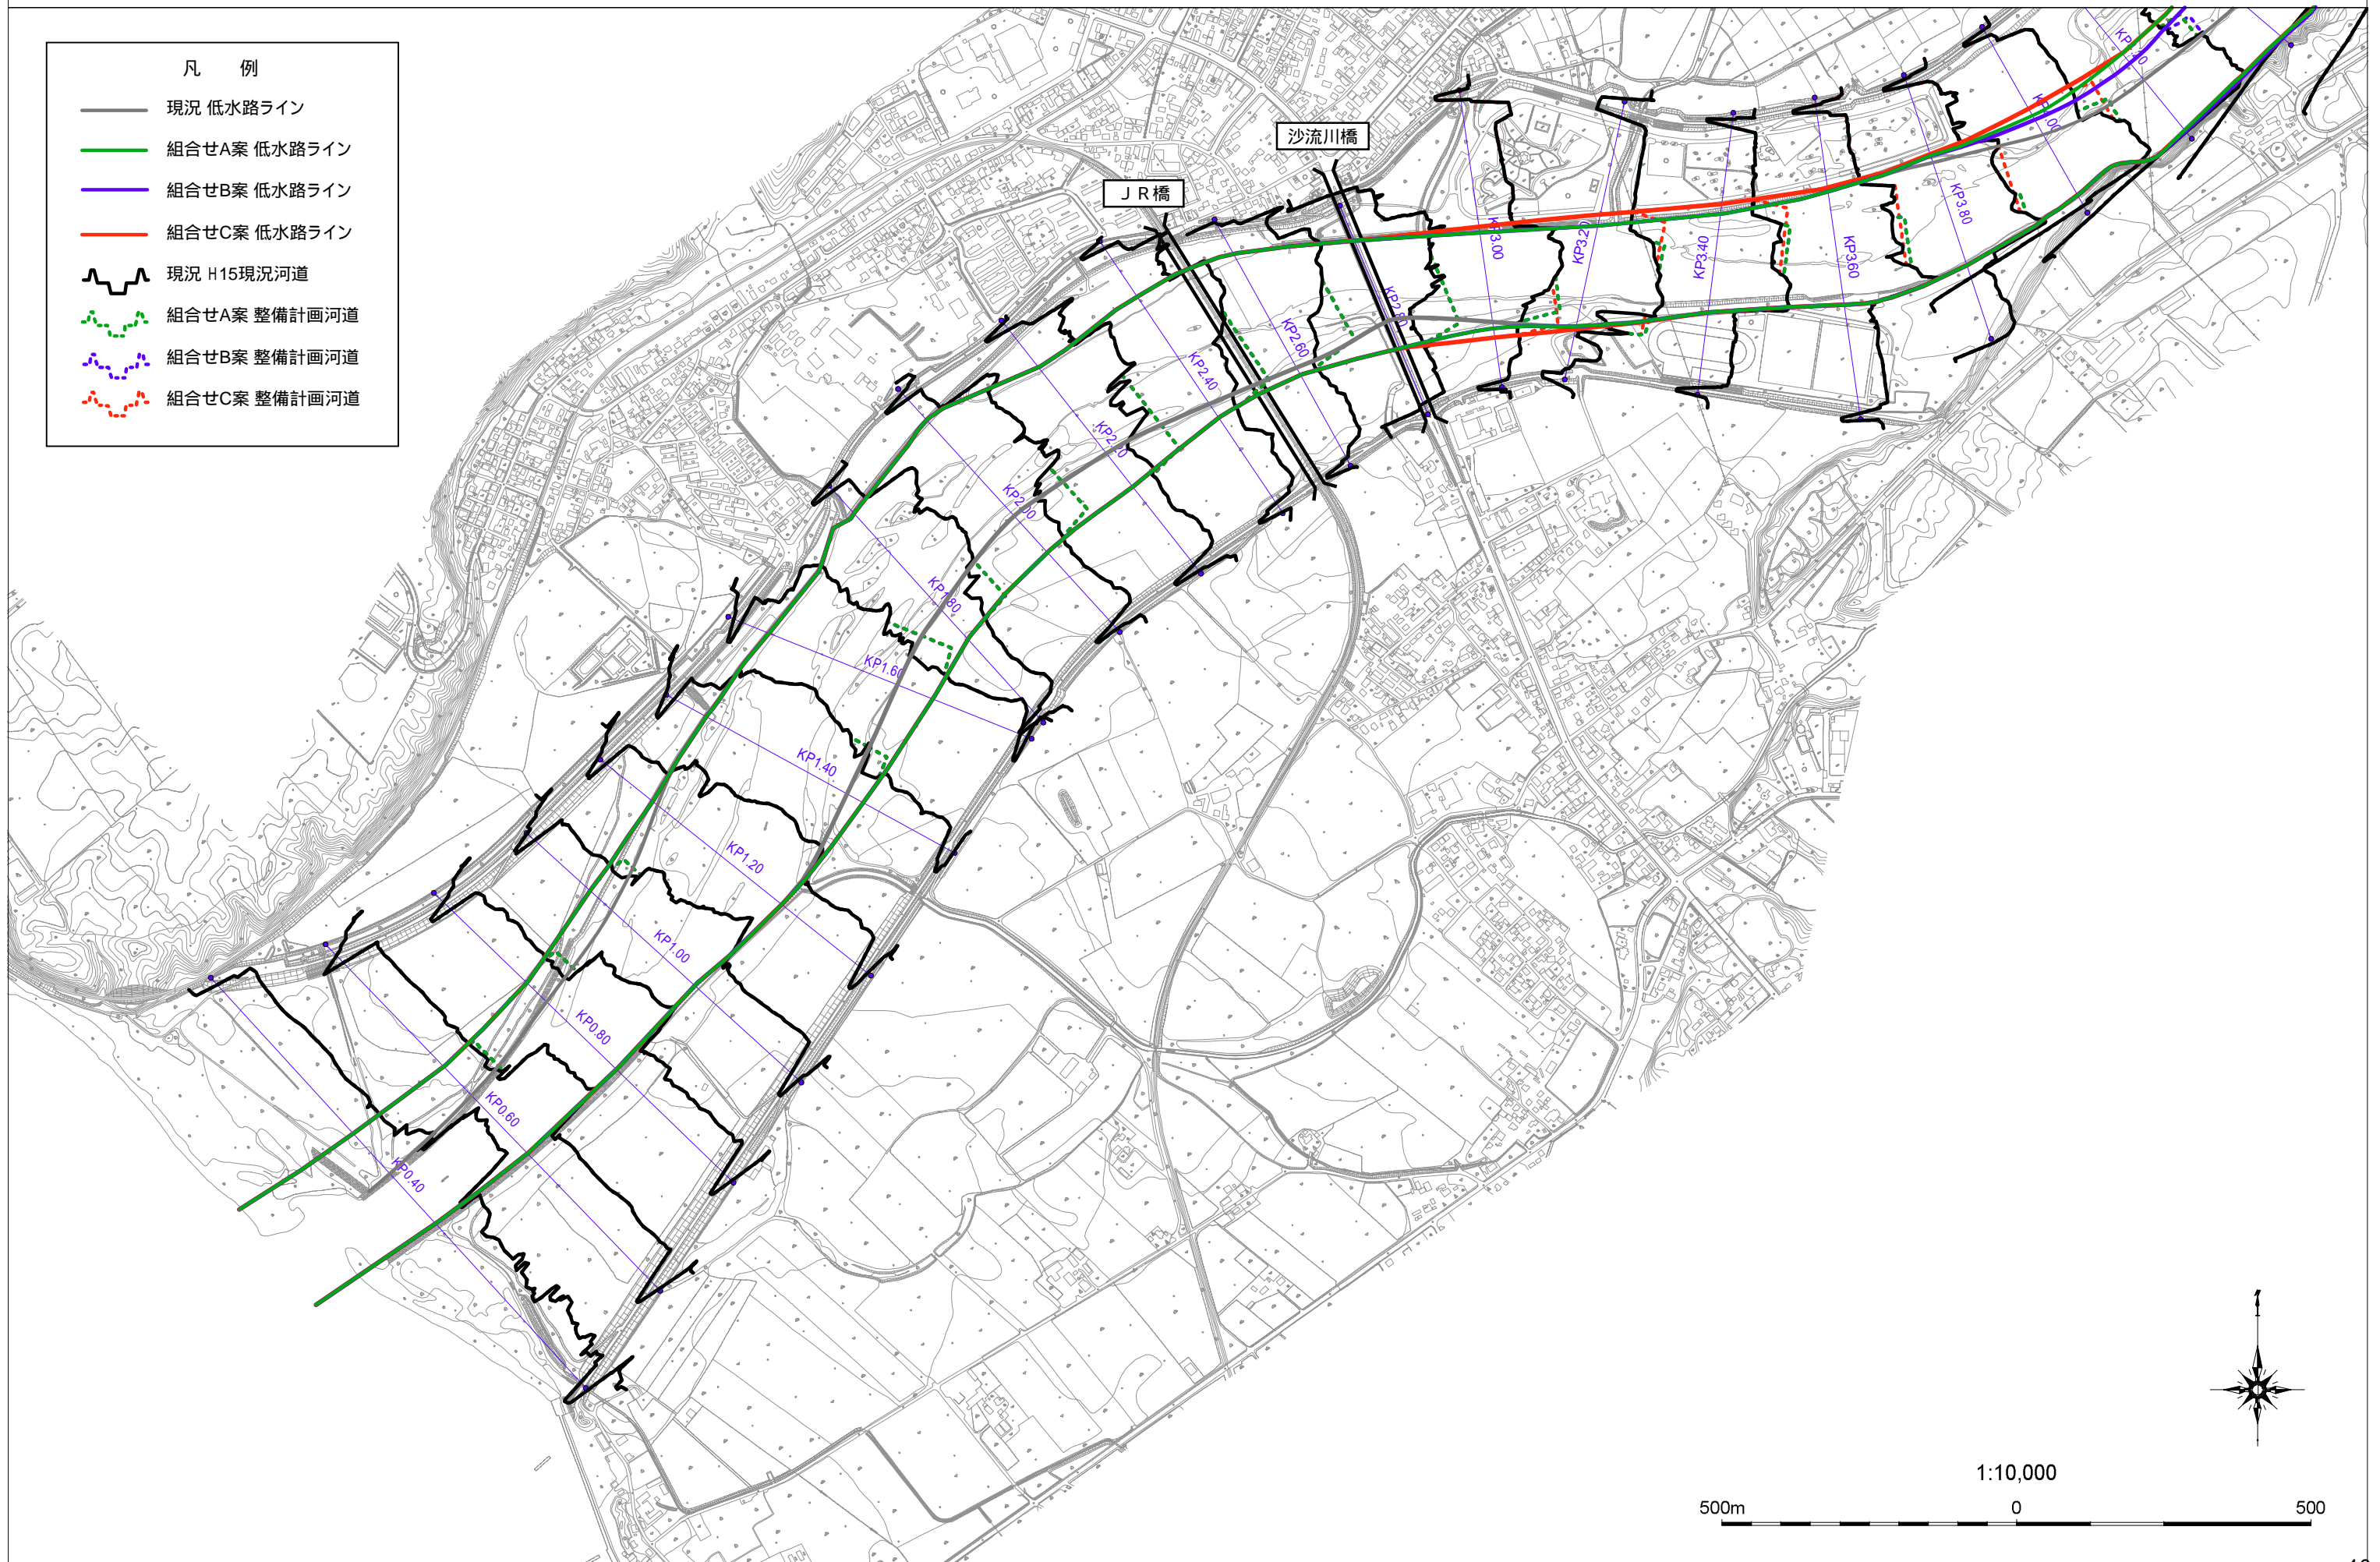 凡　例
現況 低水路ライン
組合せA案 低水路ライン
組合せB案 低水路ライン
組合せC案 低水路ライン
現況 H15現況河道
組合せA案 整備計画河道
組合せB案 整備計画河道
組合せC案 整備計画河道
沙流川橋
ＪＲ橋
KP3.80
KP3.60
KP3.40
KP3.20
KP3.00
KP2.80
KP2.60
KP2.40
KP2.20
KP2.00
KP1.80
KP1.60
KP1.40
KP1.20
KP1.00
KP0.80
KP0.60
KP0.40
1:10,000
500m
0
500